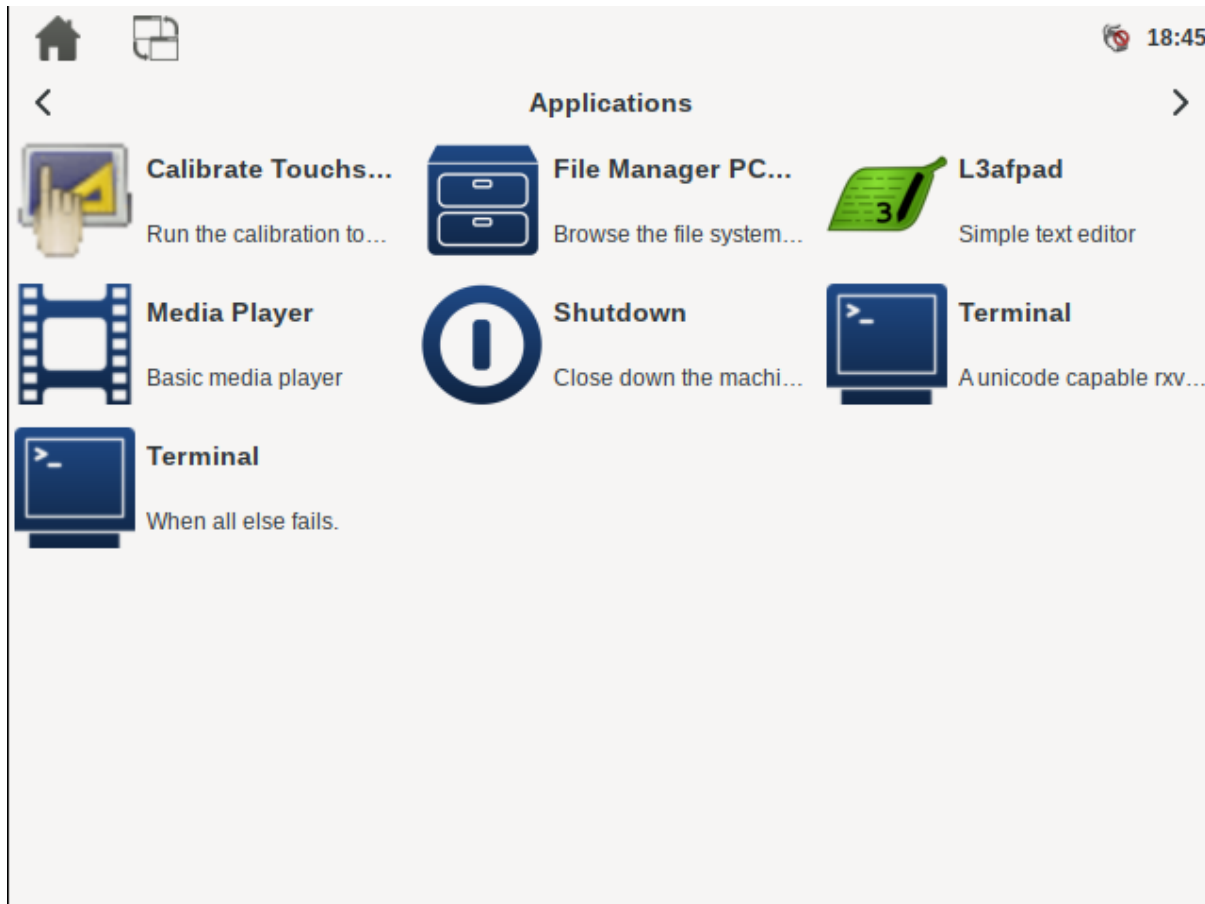 18:45
Applications
Calibrate Touchs...
Run the calibration to...
File Manager PC...
Browse the file system...
L3afpad
Simple text editor
3
Media Player
Basic media player
Shutdown
Close down the machi...
>_
Terminal
A unicode capable rxv...
>_
Terminal
When all else fails.